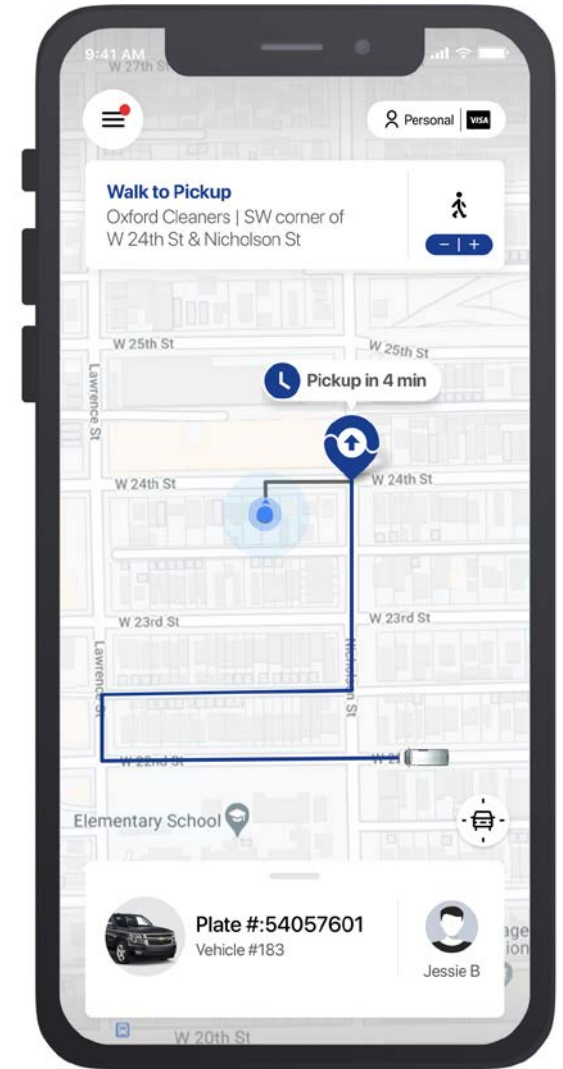 9:41 AM
W 27th St
Personal
VISA
Walk to Pickup
Oxford Cleaners | SW corner of
W 24th St & Nicholson St
− | +
W 25th St
W 25th St
Lawrence St
Pickup in 4 min
W 24th St
W 24th St
W 23rd St
W 23rd St
Lawrence St
Nicholson St
W 22nd St
Elementary School
Plate #:54057601
Vehicle #183
Jessie B
W 20th St